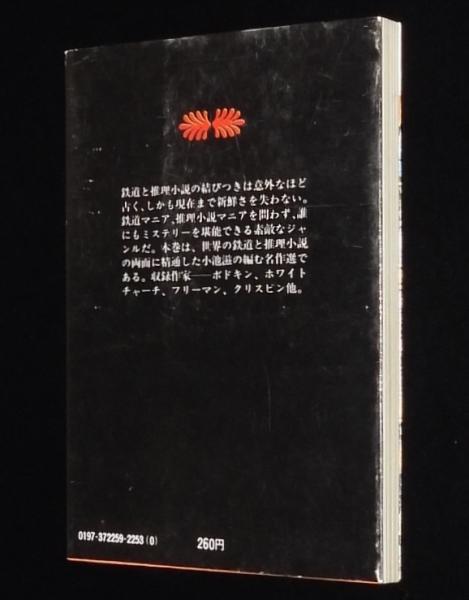 鉄道と推理小説の結びつきは意外なほど
古く、しかも現在まで新鮮さを失わない。
鉄道マニア、推理小説マニアを問わず、誰
にもミステリーを堪能できる素敵なジャ
ンルだ。本巻は、世界の鉄道と推理小説
の両面に精通した小池滋の編む名作選で
ある。収録作家──ボドキン、ホワイト
チャーチ、フリーマン、クリスピン他。
0197-372259-2253(0)
260円